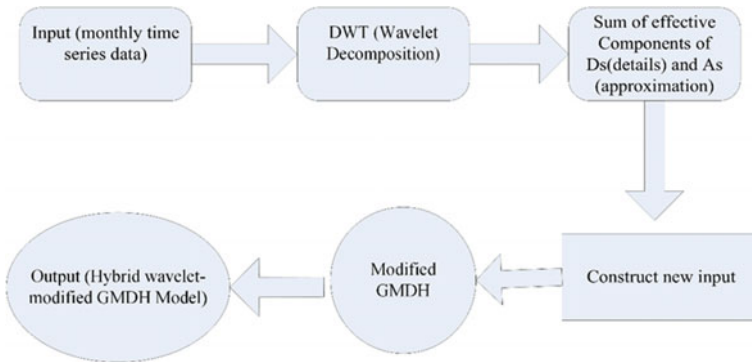 Input (monthly time
series data)
DWT (Wavelet
Decomposition)
Sum of effective
Components of
Ds(details) and As
(approximation)
Construct new input
Modified
GMDH
Output (Hybrid wavelet-
modified GMDH Model)